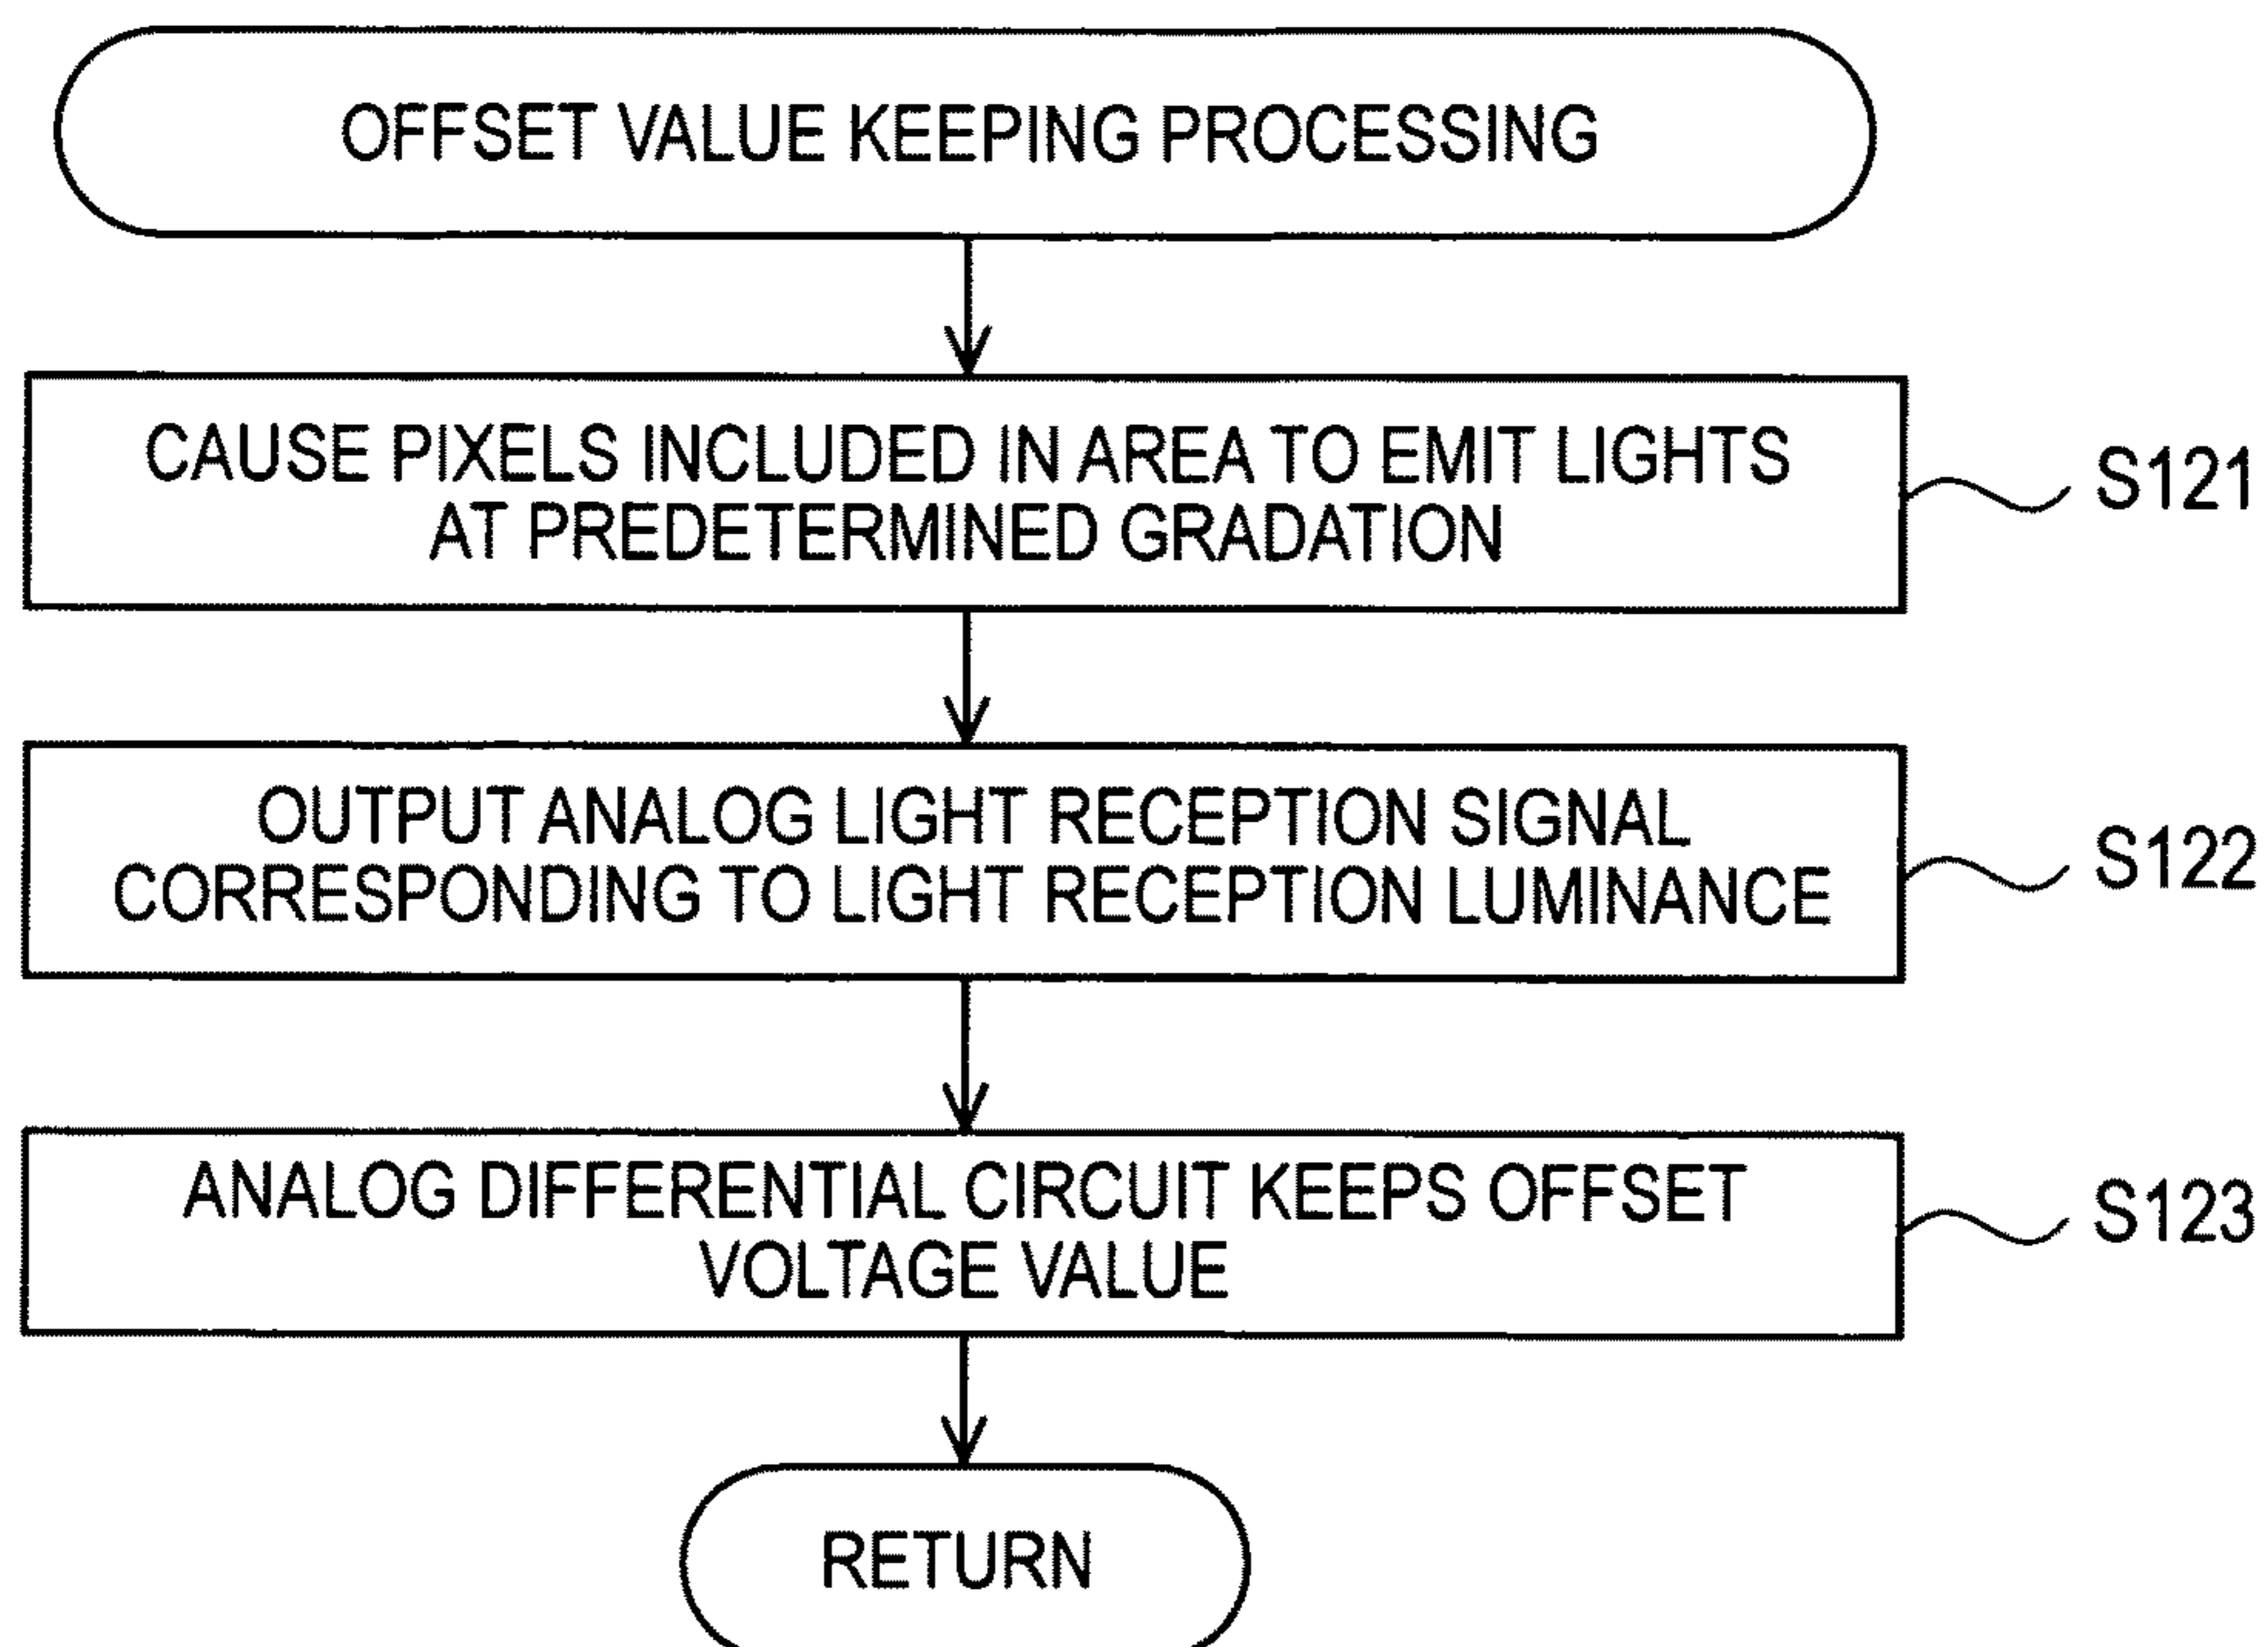 OFFSET VALUE KEEPING PROCESSING
CAUSE PIXELS INCLUDED IN AREA TO EMIT LIGHTS
AT PREDETERMINED GRADATION
S121
OUTPUT ANALOG LIGHT RECEPTION SIGNAL
CORRESPONDING TO LIGHT RECEPTION LUMINANCE
S122
ANALOG DIFFERENTIAL CIRCUIT KEEPS OFFSET
VOLTAGE VALUE
S123
RETURN